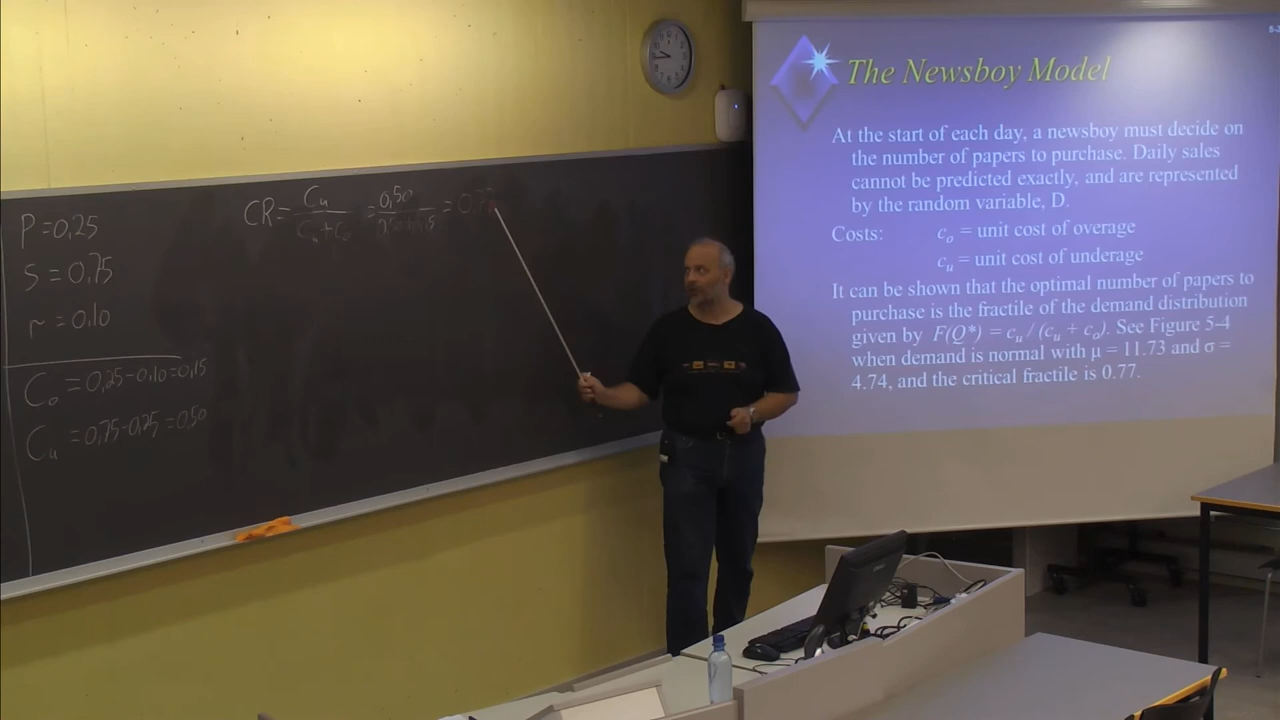 P = 0,25
S = 0,75
r = 0,10
Co = 0,25 - 0,10 = 0,15
Cu = 0,75 - 0,25 = 0,50
CR = Cu / Cu + Co = 0,50 / 0,50 + 0,15 = 0,77
The Newsboy Model
At the start of each day, a newsboy must decide on
the number of papers to purchase. Daily sales
cannot be predicted exactly, and are represented
by the random variable, D.
Costs: co = unit cost of overage
cu = unit cost of underage
It can be shown that the optimal number of papers to
purchase is the fractile of the demand distribution
given by F(Q*) = cu / (cu + co). See Figure 5-4
when demand is normal with μ = 11.73 and σ =
4.74, and the critical fractile is 0.77.